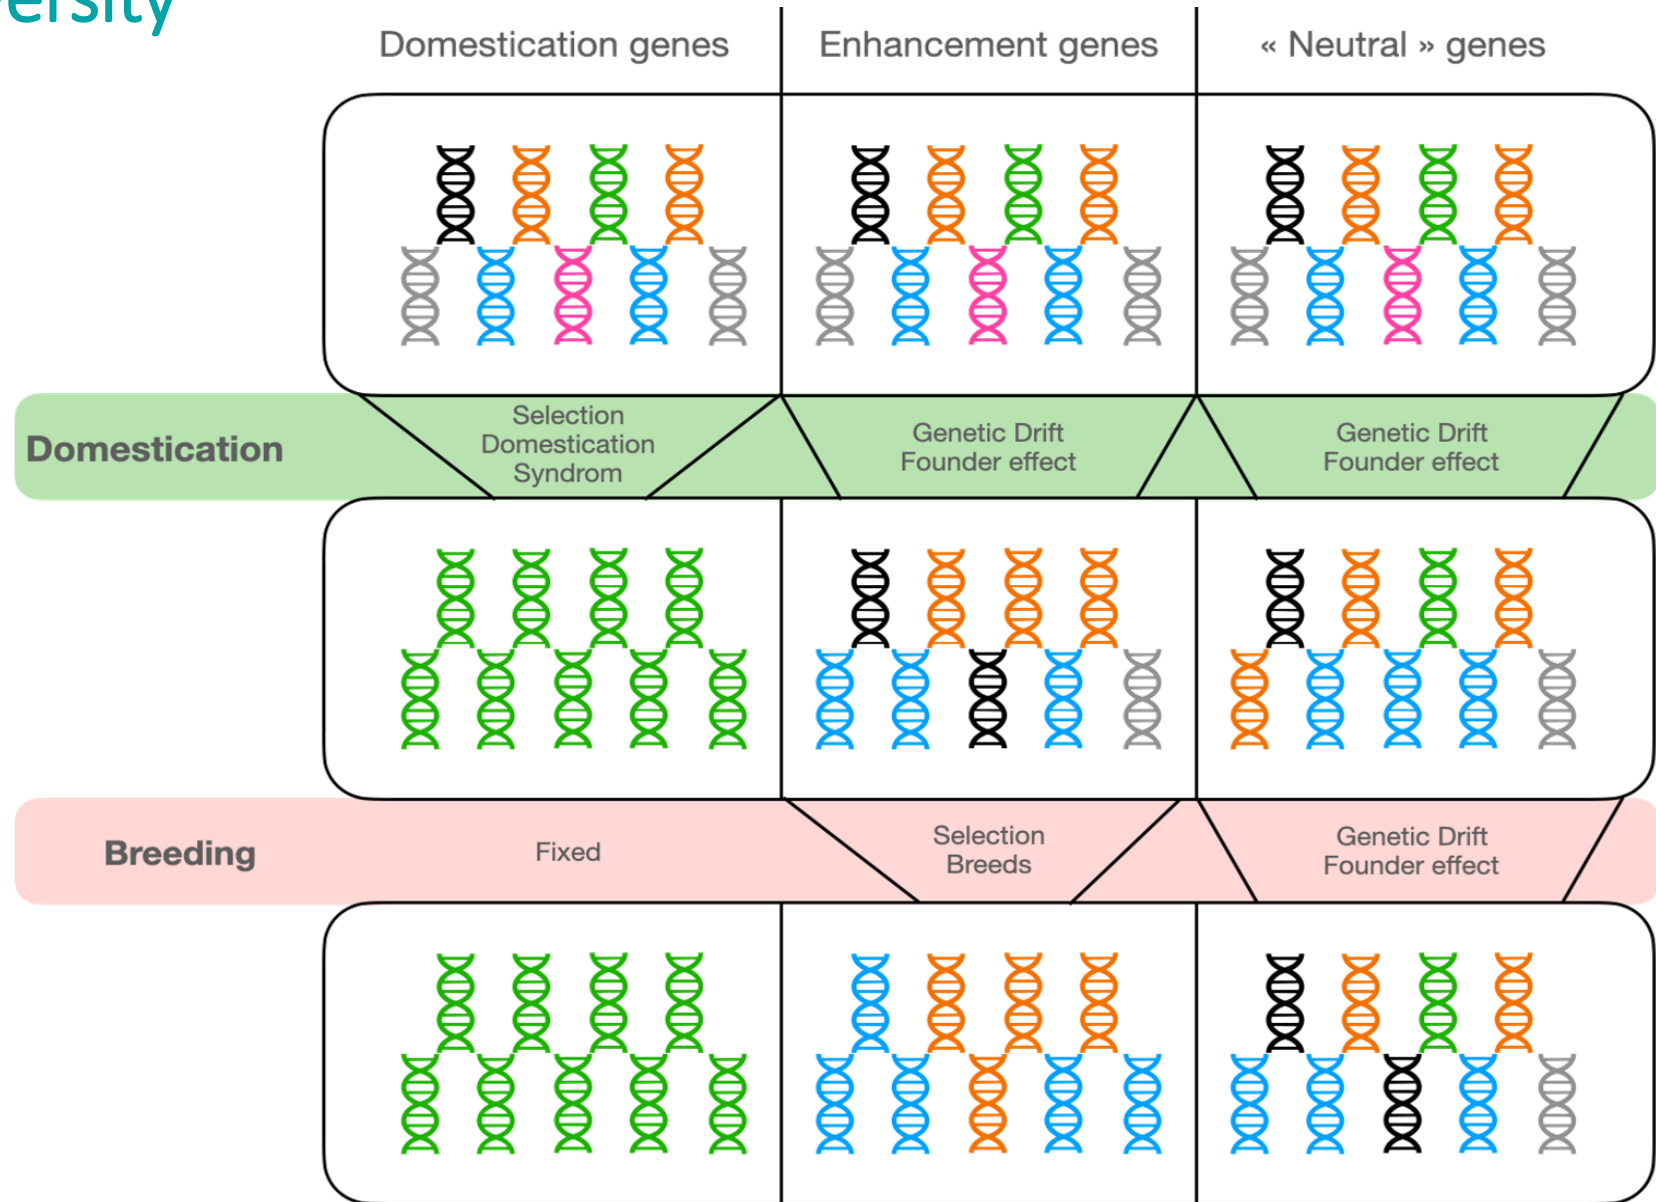 Domestication genes
Enhancement genes
« Neutral » genes
Domestication
Selection
Domestication
Syndrom
Genetic Drift
Founder effect
Genetic Drift
Founder effect
Breeding
Fixed
Selection
Breeds
Genetic Drift
Founder effect